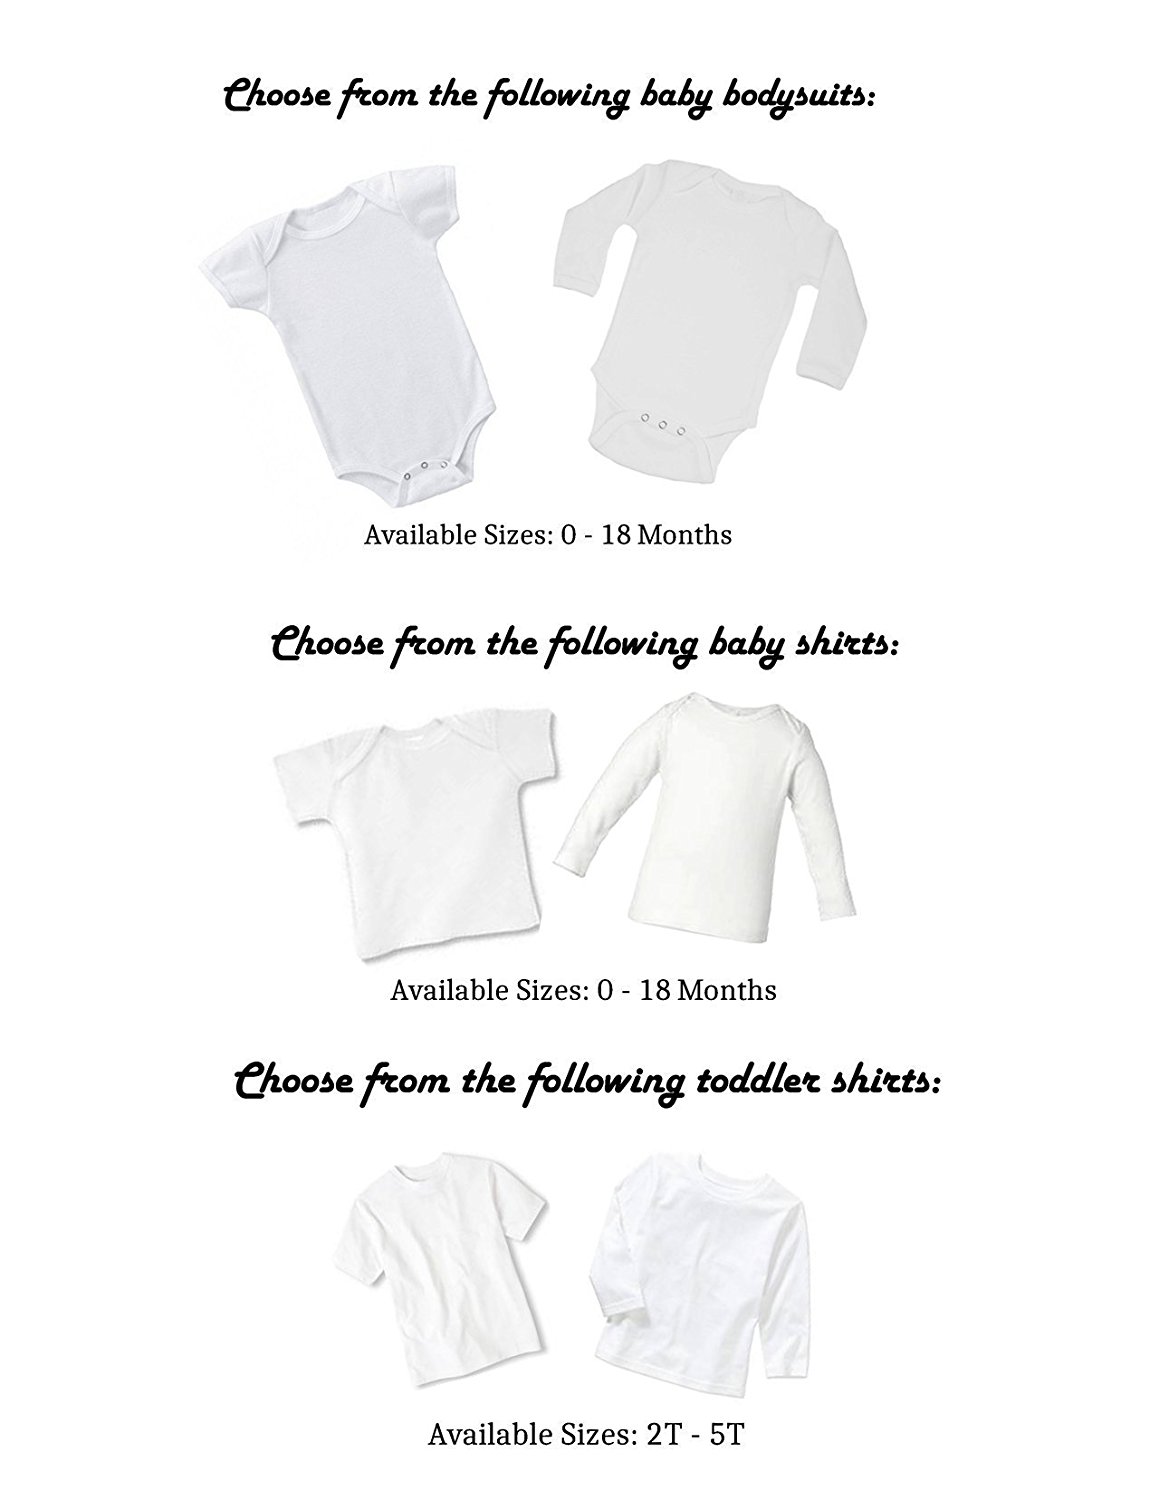 Choose from the following baby bodysuits:
Available Sizes: 0 - 18 Months
Choose from the following baby shirts:
Available Sizes: 0 - 18 Months
Choose from the following toddler shirts:
Available Sizes: 2T - 5T